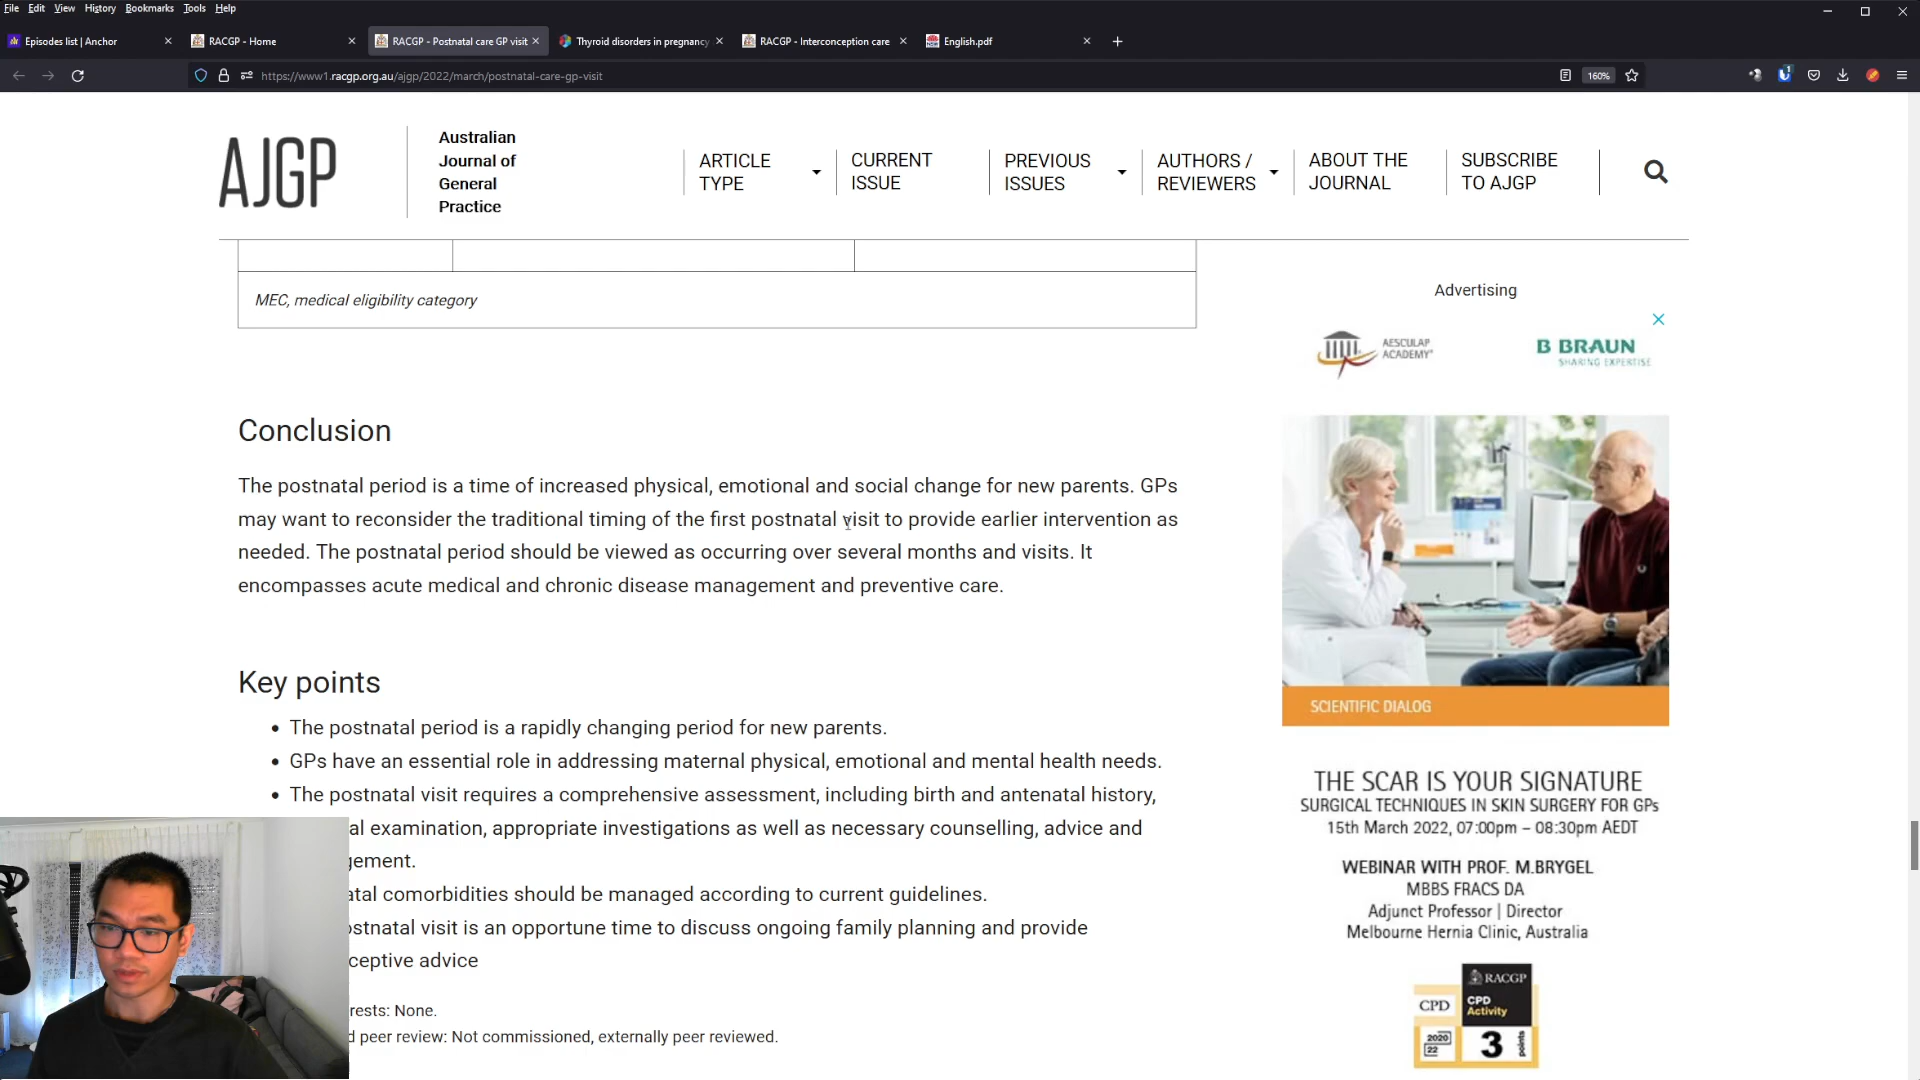 File Edit View History Bookmarks Tools Help
Episodes list | Anchor
RACGP - Home
RACGP - Postnatal care GP visit
Thyroid disorders in pregnancy
RACGP - Interconception care
English.pdf
https://www1.racgp.org.au/ajgp/2022/march/postnatal-care-gp-visit
160%
1
AJGP
Australian
Journal of
General
Practice
ARTICLE
TYPE
CURRENT
ISSUE
PREVIOUS
ISSUES
AUTHORS /
REVIEWERS
ABOUT THE
JOURNAL
SUBSCRIBE
TO AJGP
MEC, medical eligibility category
Conclusion
The postnatal period is a time of increased physical, emotional and social change for new parents. GPs
may want to reconsider the traditional timing of the first postnatal visit to provide earlier intervention as
needed. The postnatal period should be viewed as occurring over several months and visits. It
encompasses acute medical and chronic disease management and preventive care.
Key points
The postnatal period is a rapidly changing period for new parents.
GPs have an essential role in addressing maternal physical, emotional and mental health needs.
The postnatal visit requires a comprehensive assessment, including birth and antenatal history,
al examination, appropriate investigations as well as necessary counselling, advice and
gement.
atal comorbidities should be managed according to current guidelines.
ostnatal visit is an opportune time to discuss ongoing family planning and provide
ceptive advice
rests: None.
d peer review: Not commissioned, externally peer reviewed.
Advertising
AESCULAP
ACADEMY
B BRAUN
SHARING EXPERTISE
SCIENTIFIC DIALOG
THE SCAR IS YOUR SIGNATURE
SURGICAL TECHNIQUES IN SKIN SURGERY FOR GPs
15th March 2022, 07:00pm – 08:30pm AEDT
WEBINAR WITH PROF. M.BRYGEL
MBBS FRACS DA
Adjunct Professor | Director
Melbourne Hernia Clinic, Australia
RACGP
CPD
CPD
Activity
2020
22
3
points